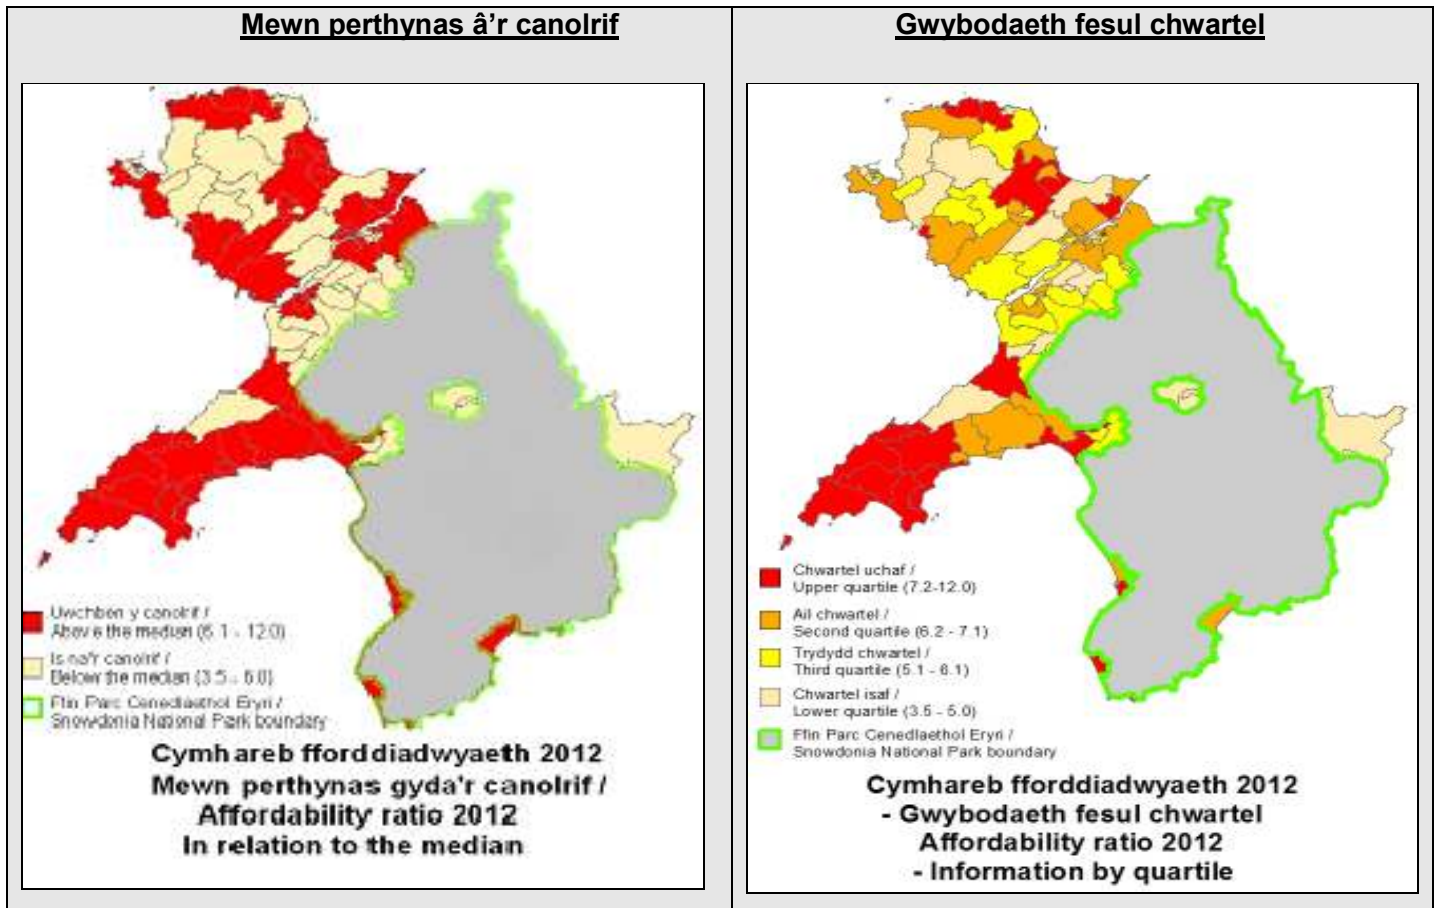 Mewn perthynas â’r canolrif
Uwchben y canolrif /
Above the median (6.1 - 12.0)
Is na'r canolrif /
Below the median (3.5 - 6.0)
Ffin Parc Cenedlaethol Eryri /
Snowdonia National Park boundary
Cymhareb fforddiadwyaeth 2012
Mewn perthynas gyda'r canolrif /
Affordability ratio 2012
In relation to the median
Gwybodaeth fesul chwartel
Chwartel uchaf /
Upper quartile (7.2-12.0)
Ail chwartel /
Second quartile (6.2 - 7.1)
Trydydd chwartel /
Third quartile (5.1 - 6.1)
Chwartel isaf /
Lower quartile (3.5 - 5.0)
Ffin Parc Cenedlaethol Eryri /
Snowdonia National Park boundary
Cymhareb fforddiadwyaeth 2012
- Gwybodaeth fesul chwartel
Affordability ratio 2012
- Information by quartile